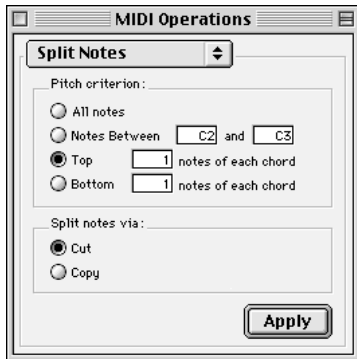 MIDI Operations
Split Notes
Pitch criterion:
All notes
Notes Between C2 and C3
Top 1 notes of each chord
Bottom 1 notes of each chord
Split notes via:
Cut
Copy
Apply